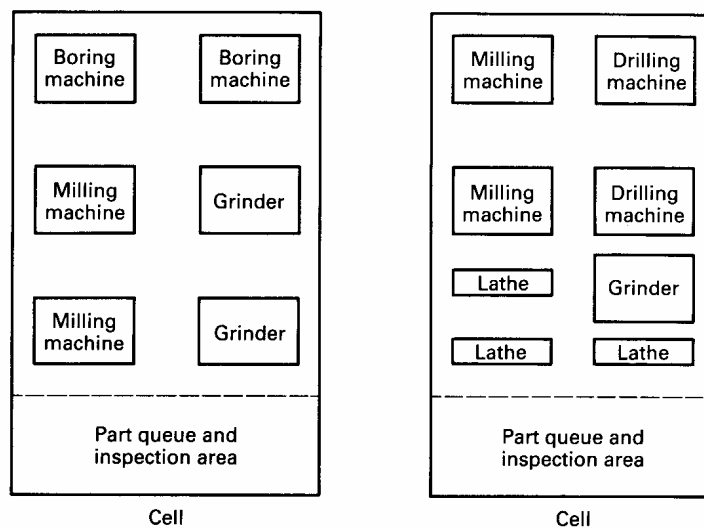 Boring
machine
Boring
machine
Milling
machine
Grinder
Milling
machine
Grinder
Part queue and
inspection area
Cell
Milling
machine
Drilling
machine
Milling
machine
Drilling
machine
Lathe
Grinder
Lathe
Lathe
Part queue and
inspection area
Cell